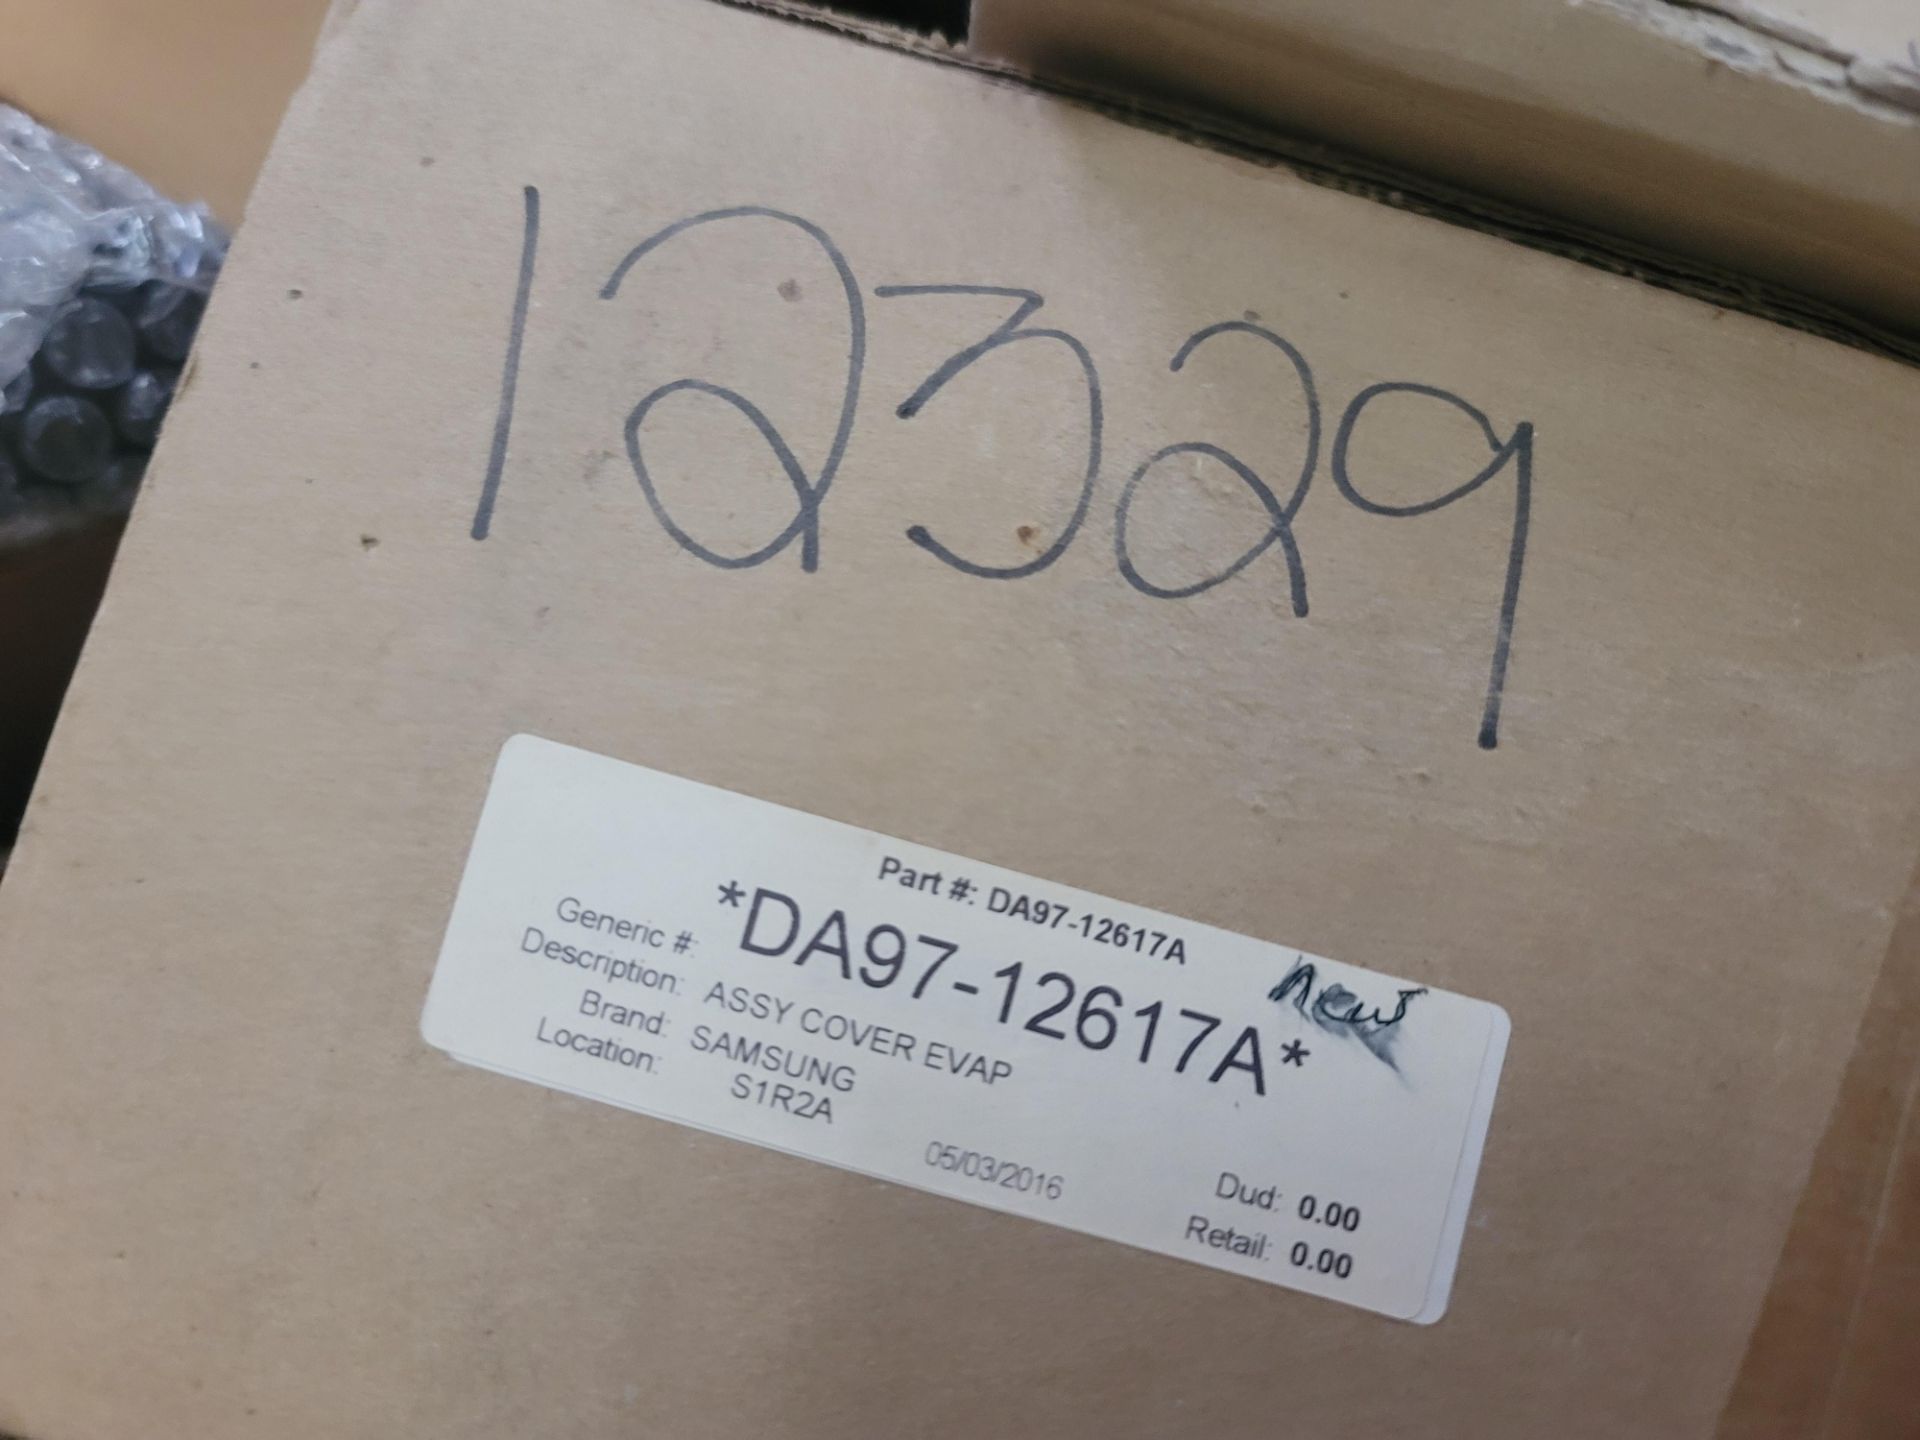 12329
Part #: DA97-12617A
*DA97-12617A*
New
Generic #:
Description: ASSY COVER EVAP
Brand: SAMSUNG
Location: S1R2A
05/03/2016
Dud: 0.00
Retail: 0.00